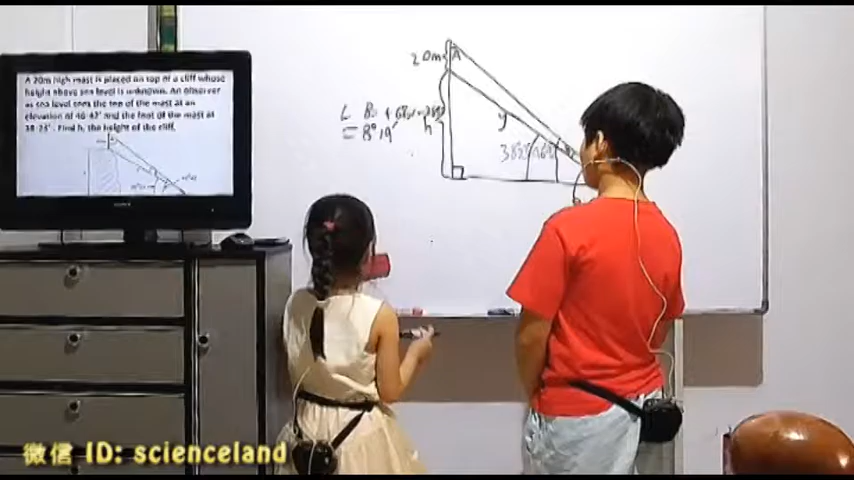 A 20m high mast is placed on top of a cliff whose
height above sea level is unknown. An observer
at sea level sees the top of the mast at an
elevation of 46°42' and the foot of the mast at
38°23'. Find h, the height of the cliff.
20m
A
y
h
= 8°19'
微信 ID: scienceland